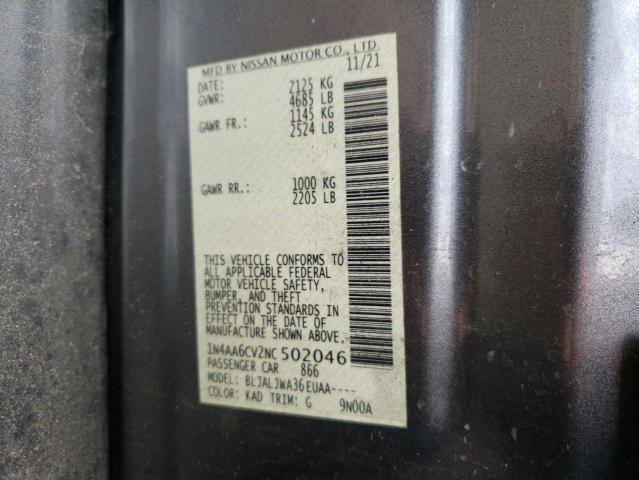 MFD BY NISSAN MOTOR CO., LTD.
DATE: 11/21
GVWR: 2125 KG
4685 LB
GAWR FR.: 1145 KG
2524 LB
GAWR RR.: 1000 KG
2205 LB
THIS VEHICLE CONFORMS TO
ALL APPLICABLE FEDERAL
MOTOR VEHICLE SAFETY,
BUMPER, AND THEFT
PREVENTION STANDARDS IN
EFFECT ON THE DATE OF
MANUFACTURE SHOWN ABOVE.
1N4AA6CV2NC502046
PASSENGER CAR 866
MODEL: BLJALJWA36EUAA----
COLOR: KAD TRIM: G 9N00A